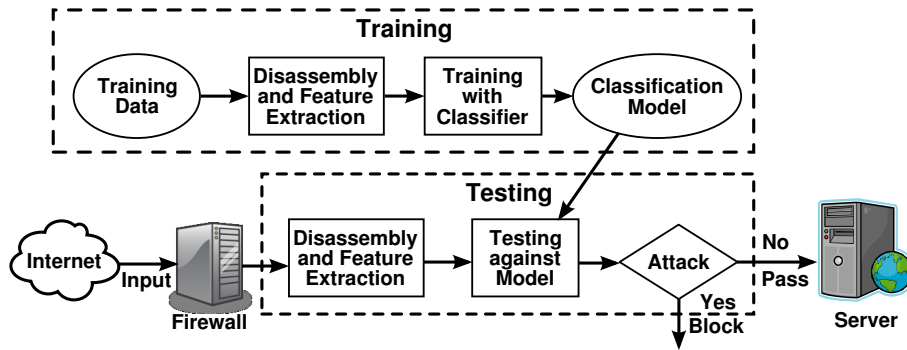 Training
Training
Data
Disassembly
and Feature
Extraction
Training
with
Classifier
Classification
Model
Testing
Internet
Input
Firewall
Disassembly
and Feature
Extraction
Testing
against
Model
Attack
No
Pass
Yes
Block
Server